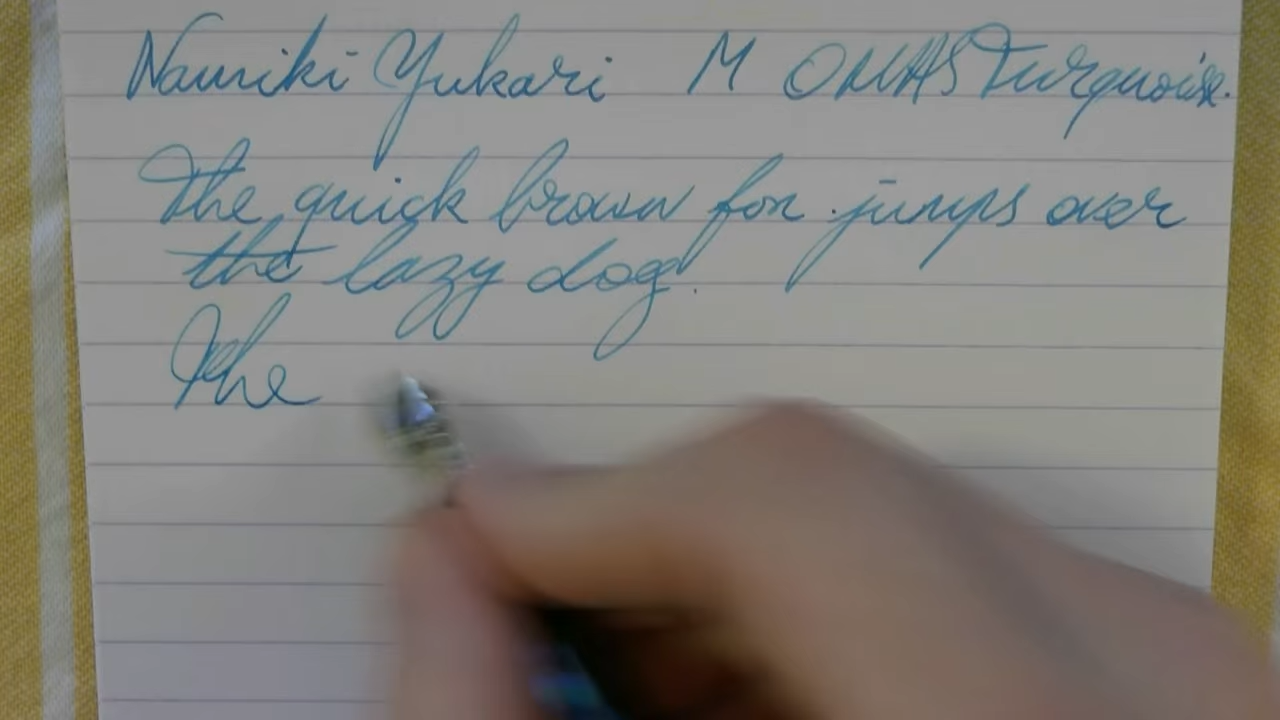 Namiki Yukari M OMAS Turquoise.
The quick brown fox jumps over
the lazy dog.
The